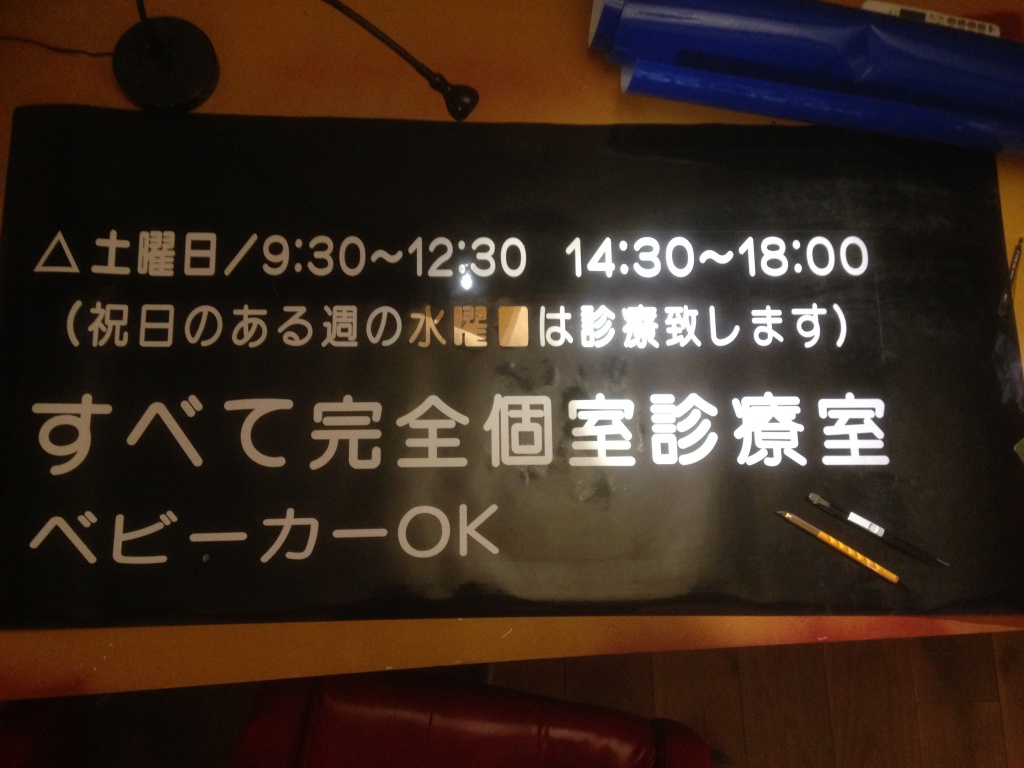 △土曜日/9:30~12:30 14:30~18:00
(祝日のある週の水曜日は診療致します)
すべて完全個室診療室
ベビーカーOK